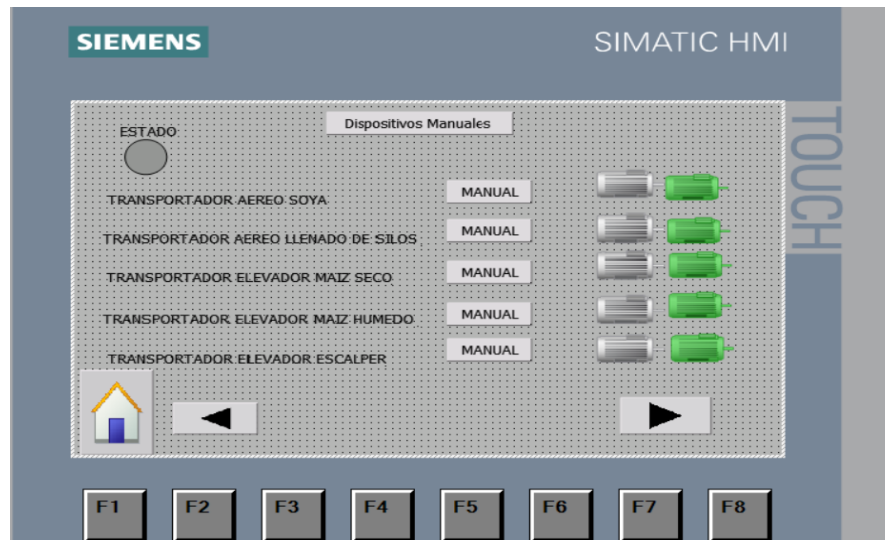 SIEMENS
SIMATIC HMI
TOUCH
Dispositivos Manuales
ESTADO
TRANSPORTADOR AEREO SOYA
MANUAL
TRANSPORTADOR AEREO LLENADO DE SILOS
MANUAL
TRANSPORTADOR ELEVADOR MAIZ SECO
MANUAL
TRANSPORTADOR ELEVADOR MAIZ HUMEDO
MANUAL
TRANSPORTADOR ELEVADOR ESCALPER
MANUAL
F1
F2
F3
F4
F5
F6
F7
F8